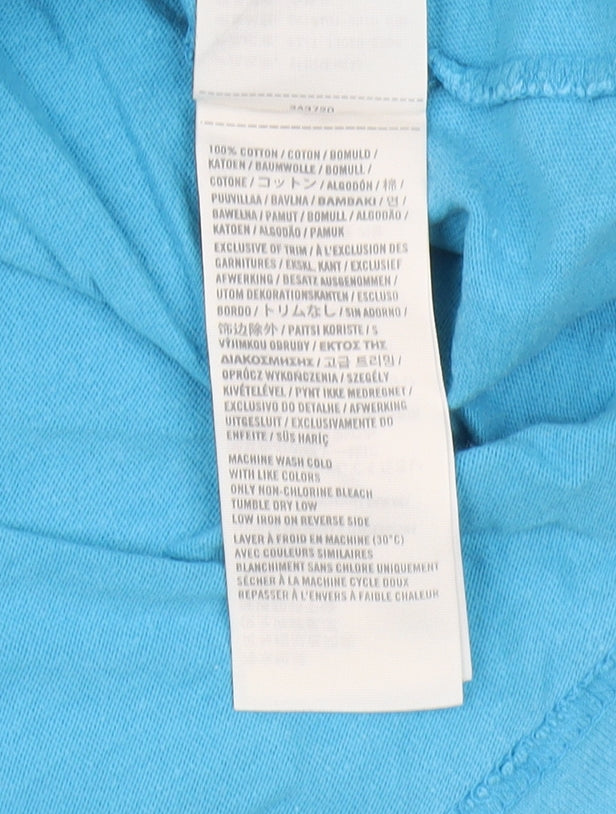 343750
100% COTTON / COTON / BOMULD /
KATOEN / BAUMWOLLE / BOMULL /
COTONE / コットン / ALGODÓN / 棉 /
PUUVILLAA / BAVLNA / ΒΑΜΒΑΚΙ / 면 /
BAWEŁNA / PAMUT / BOMULL / ALGODÃO /
KATOEN / ALGODÃO / PAMUK
EXCLUSIVE OF TRIM / À L'EXCLUSION DES
GARNITURES / EKSKL. KANT / EXCLUSIEF
AFWERKING / BESATZ AUSGENOMMEN /
UTOM DEKORATIONSKANTEN / ESCLUSO
BORDO / トリムなし / SIN ADORNO /
饰边除外 / PAITSI KORISTE / S
VÝJIMKOU OBRUBY / ΕΚΤΟΣ ΤΗΣ
ΔΙΑΚΟΣΜΗΣΗΣ / 고급 트리밍 /
OPRÓCZ WYKOŃCZENIA / SZEGÉLY
KIVÉTELÉVEL / PYNT IKKE MEDREGNET /
EXCLUSIVO DO DETALHE / AFWERKING
UITGESLUIT / EXCLUSIVAMENTE DO
ENFEITE / SÜS HARİÇ
MACHINE WASH COLD
WITH LIKE COLORS
ONLY NON-CHLORINE BLEACH
TUMBLE DRY LOW
LOW IRON ON REVERSE SIDE
LAVER À FROID EN MACHINE (30°C)
AVEC COULEURS SIMILAIRES
BLANCHIMENT SANS CHLORE UNIQUEMENT
SÉCHER À LA MACHINE CYCLE DOUX
REPASSER À L'ENVERS À FAIBLE CHALEUR